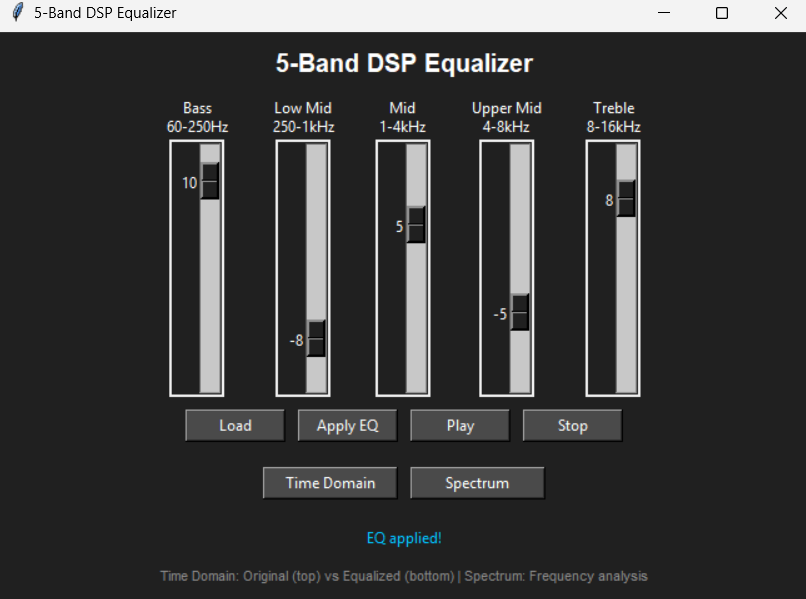 5-Band DSP Equalizer
5-Band DSP Equalizer
Bass
60-250Hz
Low Mid
250-1kHz
Mid
1-4kHz
Upper Mid
4-8kHz
Treble
8-16kHz
10
-8
5
-5
8
Load
Apply EQ
Play
Stop
Time Domain
Spectrum
EQ applied!
Time Domain: Original (top) vs Equalized (bottom) | Spectrum: Frequency analysis